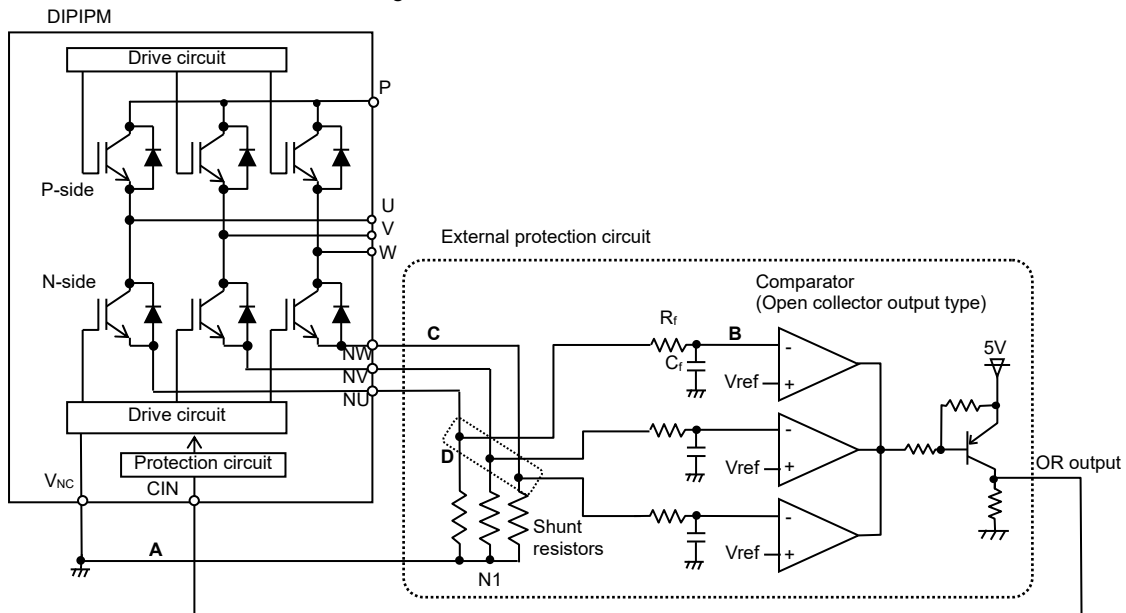 DIPIPM
Drive circuit
P
P-side
U
V
W
External protection circuit
N-side
Comparator
(Open collector output type)
C
Rf
B
5V
Cf
-
Vref
+
NW
NV
NU
Drive circuit
-
Vref
+
D
Protection circuit
OR output
VNC
CIN
-
Vref
+
Shunt
resistors
A
N1